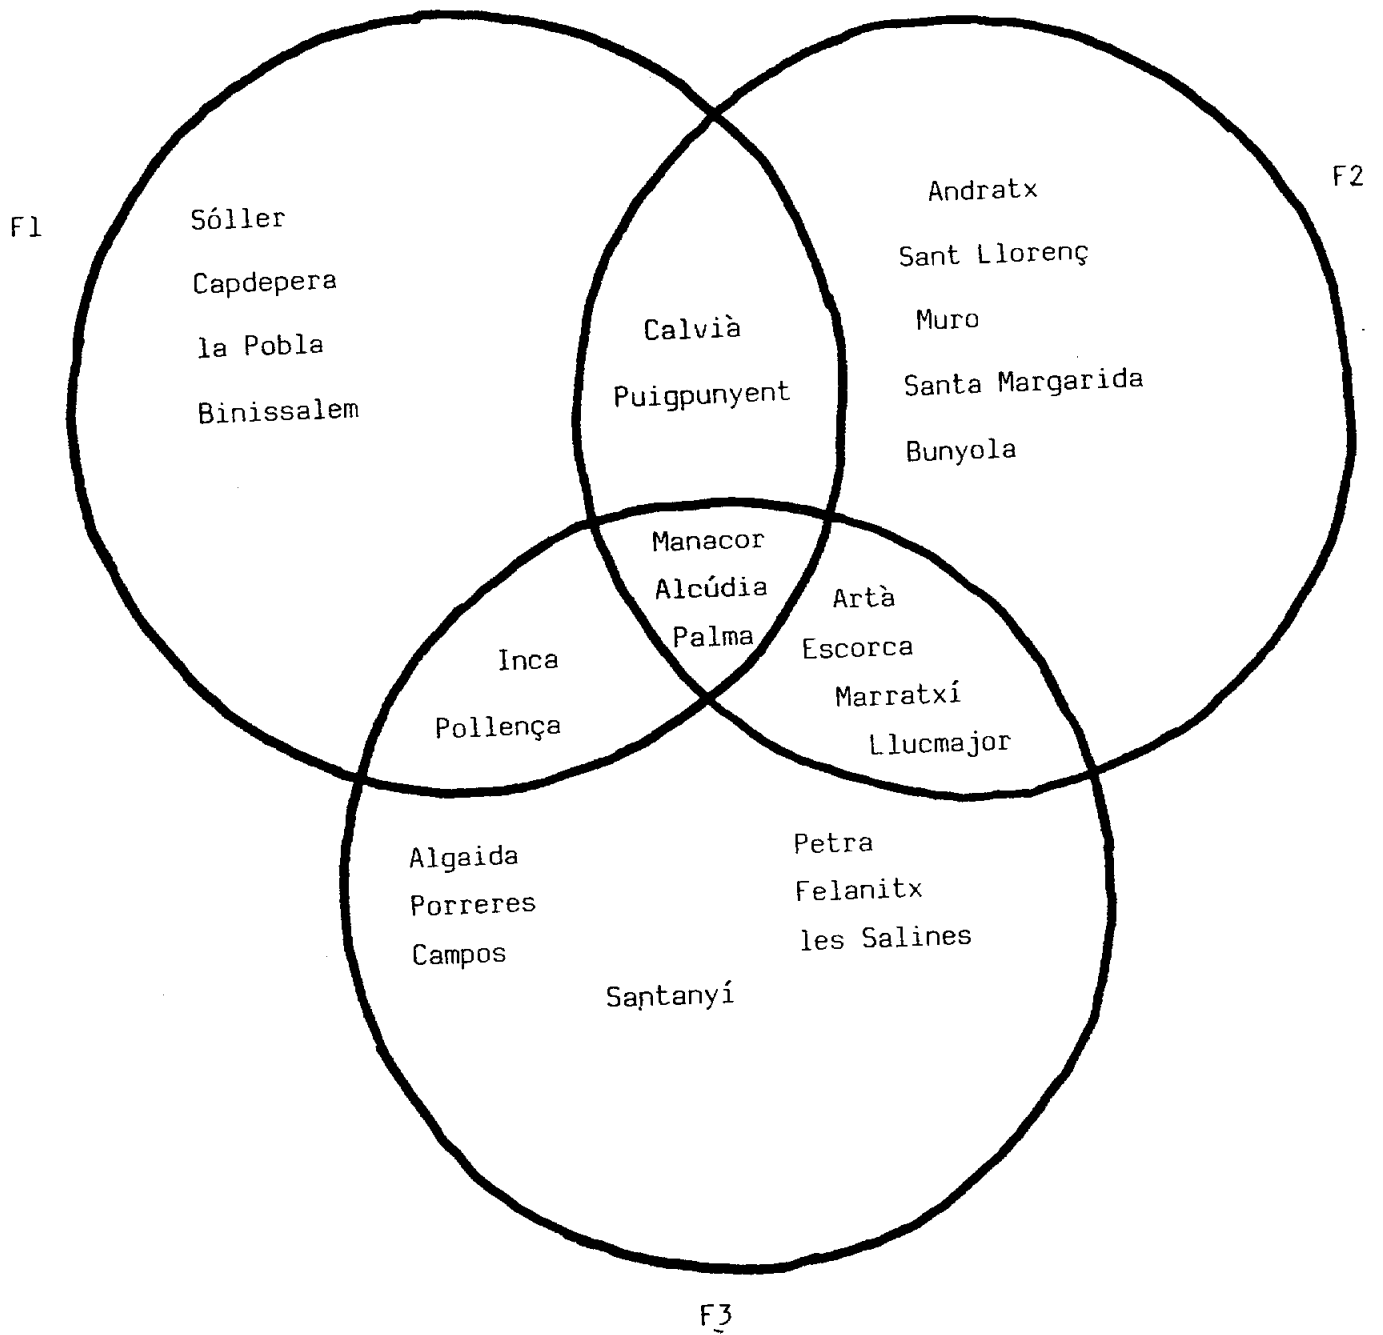 F1
F2
Sóller
Capdepera
la Pobla
Binissalem
Calvià
Puigpunyent
Andratx
Sant Llorenç
Muro
Santa Margarida
Bunyola
Manacor
Alcúdia
Palma
Inca
Pollença
Artà
Escorca
Marratxí
Llucmajor
Algaida
Porreres
Campos
Petra
Felanitx
les Salines
Santanyí
F3